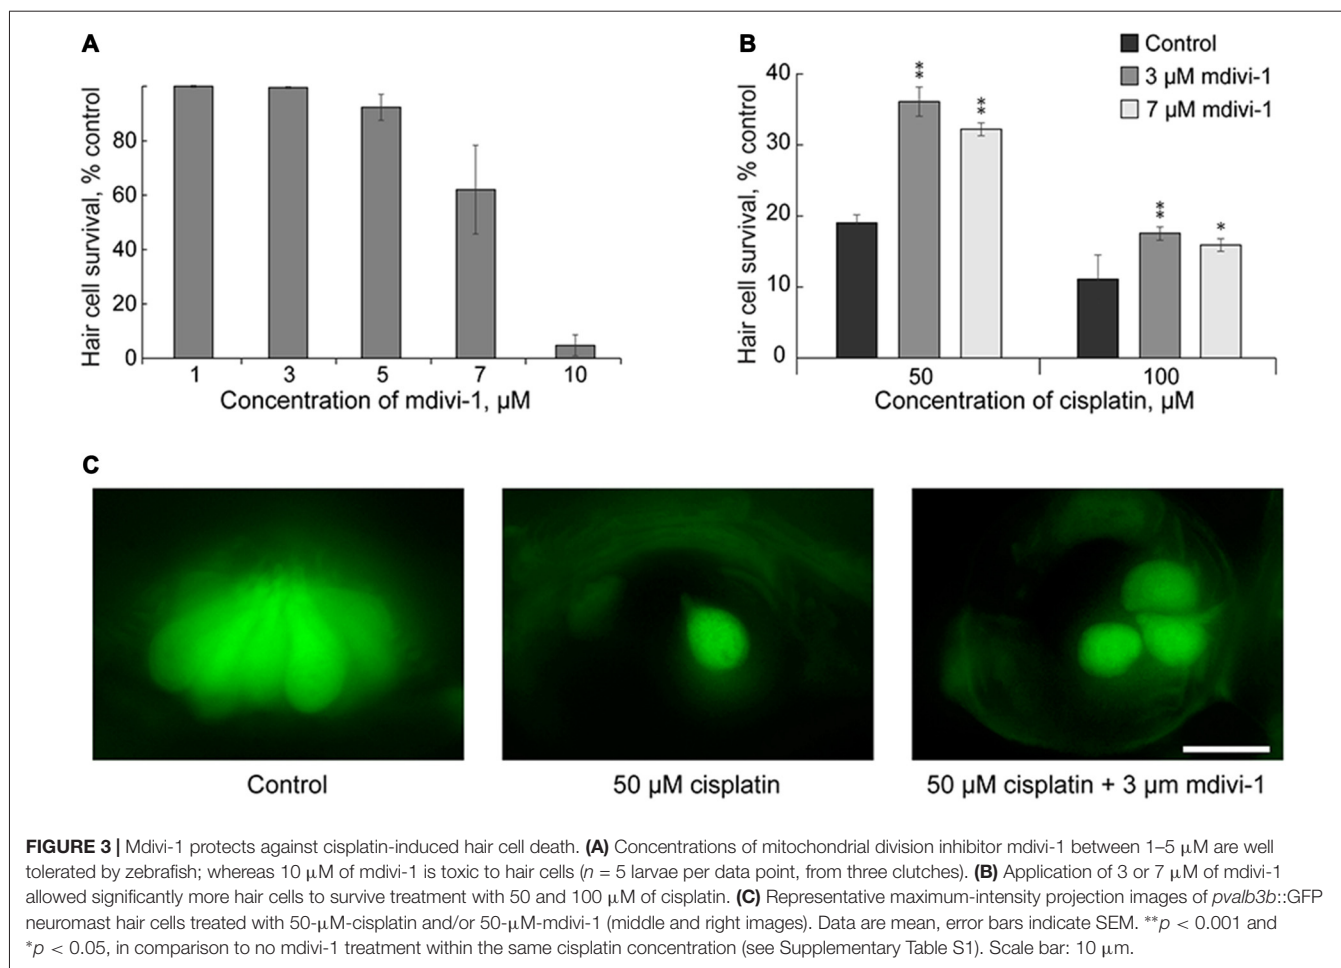 A
Hair cell survival, % control
80
60
40
20
0
1 3 5 7 10
Concentration of mdivi-1, µM
B
Control
3 µM mdivi-1
7 µM mdivi-1
Hair cell survival, % control
40
30
20
10
0
** ** ** *
50 100
Concentration of cisplatin, µM
C
Control
50 µM cisplatin
50 µM cisplatin + 3 µm mdivi-1
FIGURE 3 | Mdivi-1 protects against cisplatin-induced hair cell death. (A) Concentrations of mitochondrial division inhibitor mdivi-1 between 1–5 µM are well
tolerated by zebrafish; whereas 10 µM of mdivi-1 is toxic to hair cells (n = 5 larvae per data point, from three clutches). (B) Application of 3 or 7 µM of mdivi-1
allowed significantly more hair cells to survive treatment with 50 and 100 µM of cisplatin. (C) Representative maximum-intensity projection images of pvalb3b::GFP
neuromast hair cells treated with 50-µM-cisplatin and/or 50-µM-mdivi-1 (middle and right images). Data are mean, error bars indicate SEM. **p < 0.001 and
*p < 0.05, in comparison to no mdivi-1 treatment within the same cisplatin concentration (see Supplementary Table S1). Scale bar: 10 µm.